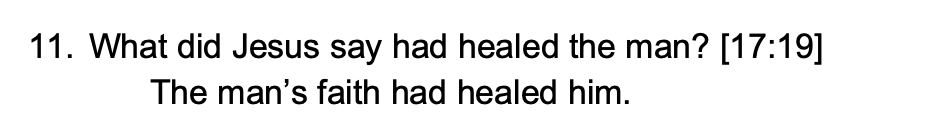 11. What did Jesus say had healed the man? [17:19]
The man’s faith had healed him.